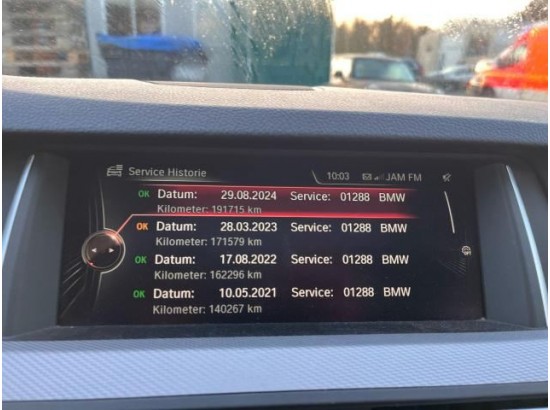 Service Historie 10:03 JAM FM
OK Datum: 29.08.2024 Service: 01288 BMW
Kilometer: 191715 km
OK Datum: 28.03.2023 Service: 01288 BMW
Kilometer: 171579 km
OK Datum: 17.08.2022 Service: 01288 BMW
Kilometer: 162296 km
OK Datum: 10.05.2021 Service: 01288 BMW
Kilometer: 140267 km